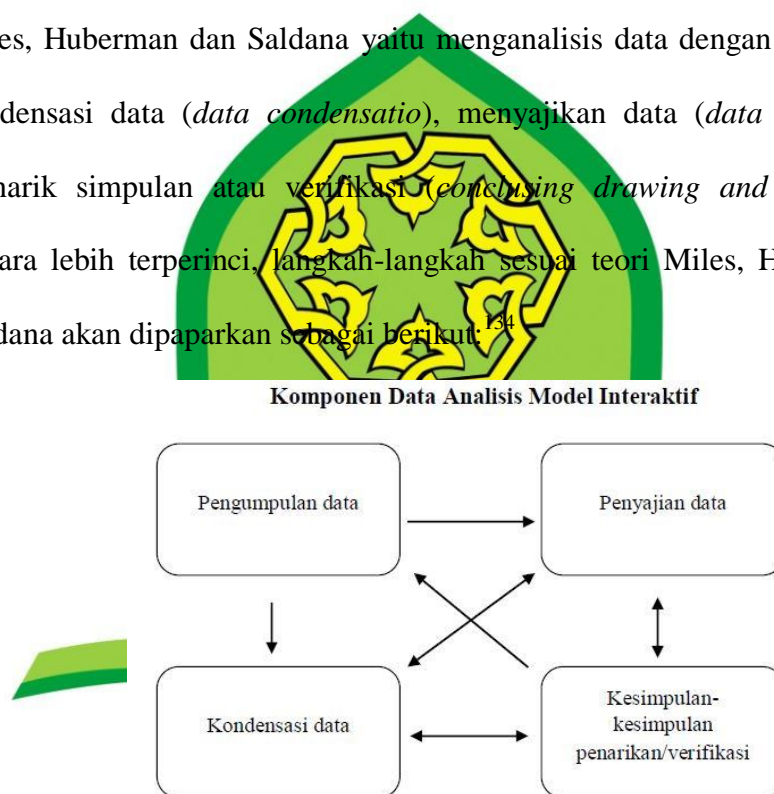 es, Huberman dan Saldana yaitu menganalisis data dengan
densasi data (data condensatio), menyajikan data (data
narik simpulan atau verifikasi (conclusing drawing and
ara lebih terperinci, langkah-langkah sesuai teori Miles, H
dana akan dipaparkan sebagai berikut:134
Komponen Data Analisis Model Interaktif
Pengumpulan data
Penyajian data
Kondensasi data
Kesimpulan-
kesimpulan
penarikan/verifikasi